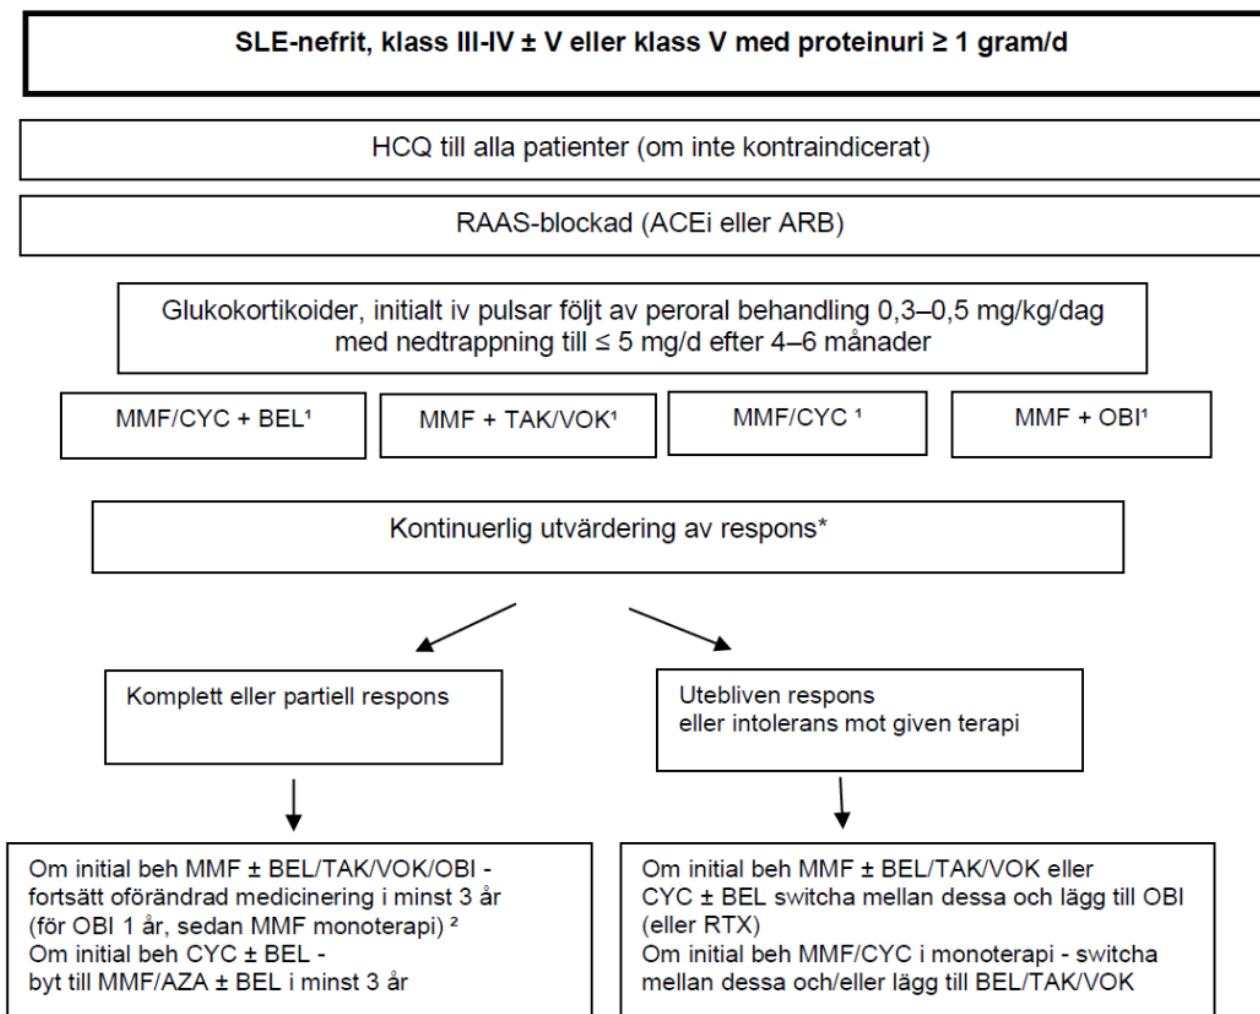 SLE-nefrit, klass III-IV ± V eller klass V med proteinuri ≥ 1 gram/d
HCQ till alla patienter (om inte kontraindicerat)
RAAS-blockad (ACEi eller ARB)
Glukokortikoider, initialt iv pulsar följt av peroral behandling 0,3–0,5 mg/kg/dag
med nedtrappning till ≤ 5 mg/d efter 4–6 månader
MMF/CYC + BEL¹
MMF + TAK/VOK¹
MMF/CYC ¹
MMF + OBI¹
Kontinuerlig utvärdering av respons*
Komplett eller partiell respons
Utebliven respons
eller intolerans mot given terapi
Om initial beh MMF ± BEL/TAK/VOK/OBI -
fortsätt oförändrad medicinering i minst 3 år
(för OBI 1 år, sedan MMF monoterapi) ²
Om initial beh CYC ± BEL -
byt till MMF/AZA ± BEL i minst 3 år
Om initial beh MMF ± BEL/TAK/VOK eller
CYC ± BEL switcha mellan dessa och lägg till OBI
(eller RTX)
Om initial beh MMF/CYC i monoterapi - switcha
mellan dessa och/eller lägg till BEL/TAK/VOK